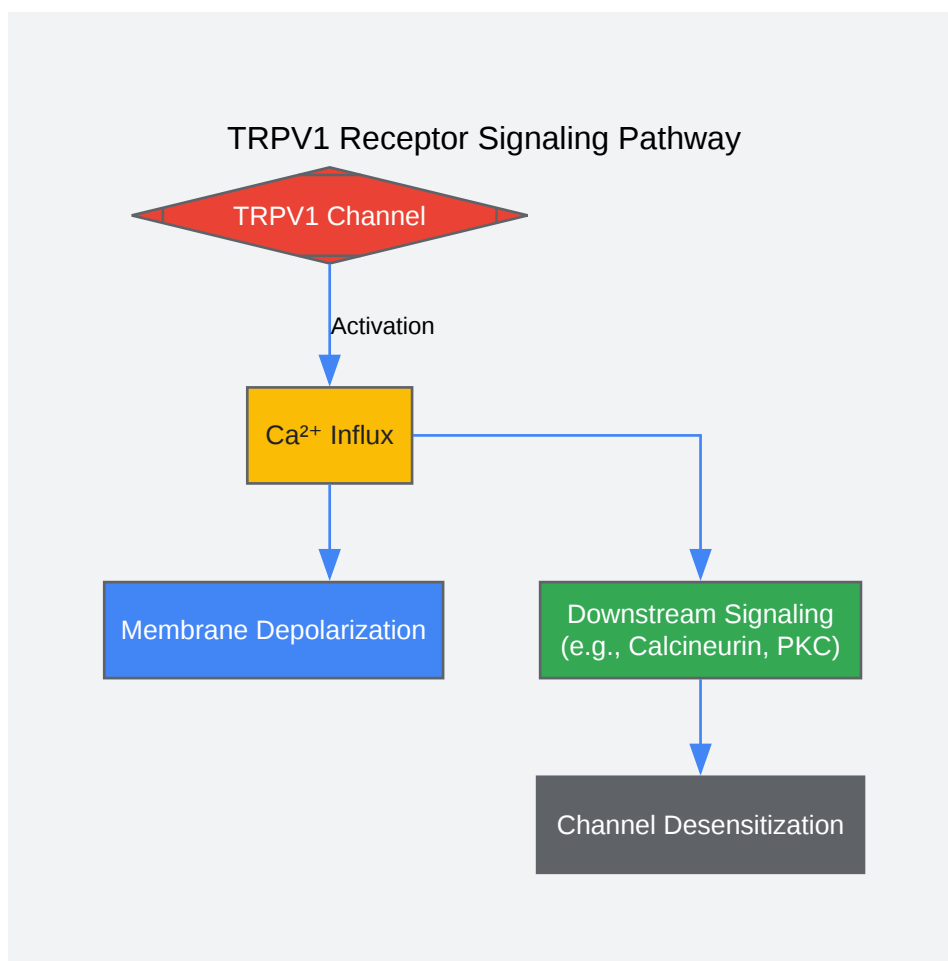 TRPV1 Receptor Signaling Pathway
TRPV1 Channel
Activation
Ca²⁺ Influx
Membrane Depolarization
Downstream Signaling
(e.g., Calcineurin, PKC)
Channel Desensitization